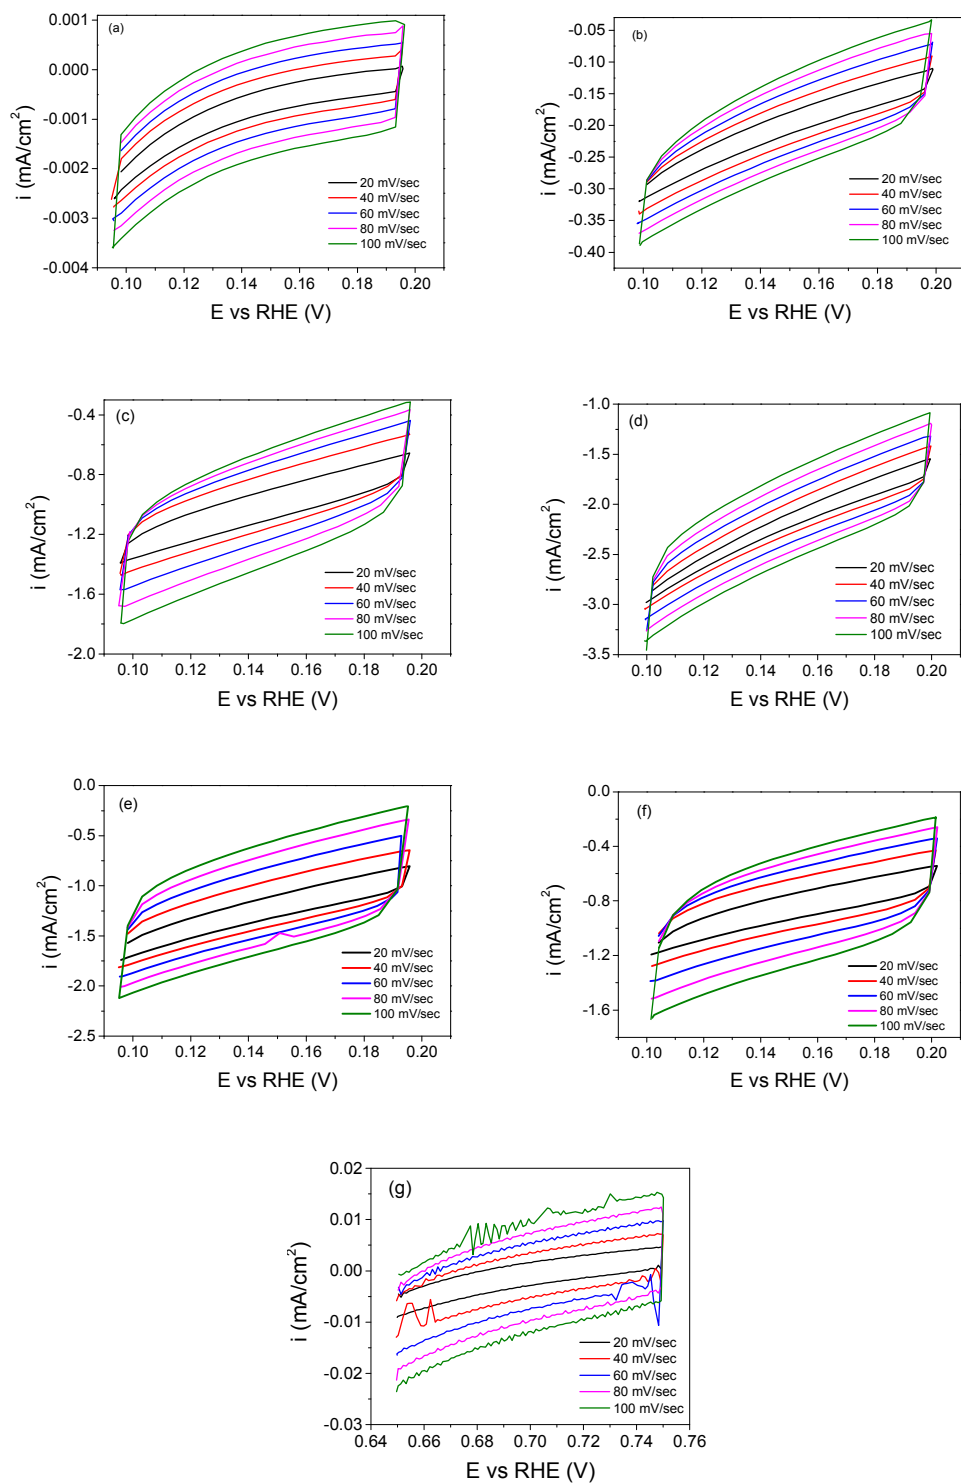 (a)
0.001
0.000
-0.001
-0.002
-0.003
-0.004
i (mA/cm²)
20 mV/sec
40 mV/sec
60 mV/sec
80 mV/sec
100 mV/sec
0.10 0.12 0.14 0.16 0.18 0.20
E vs RHE (V)
(b)
-0.05
-0.10
-0.15
-0.20
-0.25
-0.30
-0.35
-0.40
i (mA/cm²)
20 mV/sec
40 mV/sec
60 mV/sec
80 mV/sec
100 mV/sec
0.10 0.12 0.14 0.16 0.18 0.20
E vs RHE (V)
(c)
-0.4
-0.8
-1.2
-1.6
-2.0
i (mA/cm²)
20 mV/sec
40 mV/sec
60 mV/sec
80 mV/sec
100 mV/sec
0.10 0.12 0.14 0.16 0.18 0.20
E vs RHE (V)
(d)
-1.0
-1.5
-2.0
-2.5
-3.0
-3.5
i (mA/cm²)
20 mV/sec
40 mV/sec
60 mV/sec
80 mV/sec
100 mV/sec
0.10 0.12 0.14 0.16 0.18 0.20
E vs RHE (V)
(e)
0.0
-0.5
-1.0
-1.5
-2.0
-2.5
i (mA/cm²)
20 mV/sec
40 mV/sec
60 mV/sec
80 mV/sec
100 mV/sec
0.10 0.12 0.14 0.16 0.18 0.20
E vs RHE (V)
(f)
0.0
-0.4
-0.8
-1.2
-1.6
i (mA/cm²)
20 mV/sec
40 mV/sec
60 mV/sec
80 mV/sec
100 mV/sec
0.10 0.12 0.14 0.16 0.18 0.20
E vs RHE (V)
(g)
0.02
0.01
0.00
-0.01
-0.02
-0.03
i (mA/cm²)
20 mV/sec
40 mV/sec
60 mV/sec
80 mV/sec
100 mV/sec
0.64 0.66 0.68 0.70 0.72 0.74 0.76
E vs RHE (V)